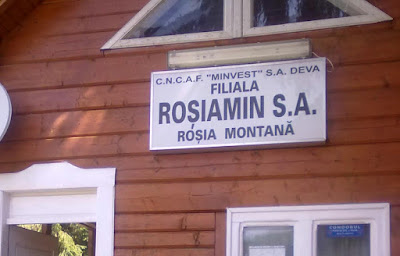 C.N.C.A.F. "MINVEST" S.A. DEVA
FILIALA
ROȘIAMIN S.A.
ROȘIA MONTANĂ